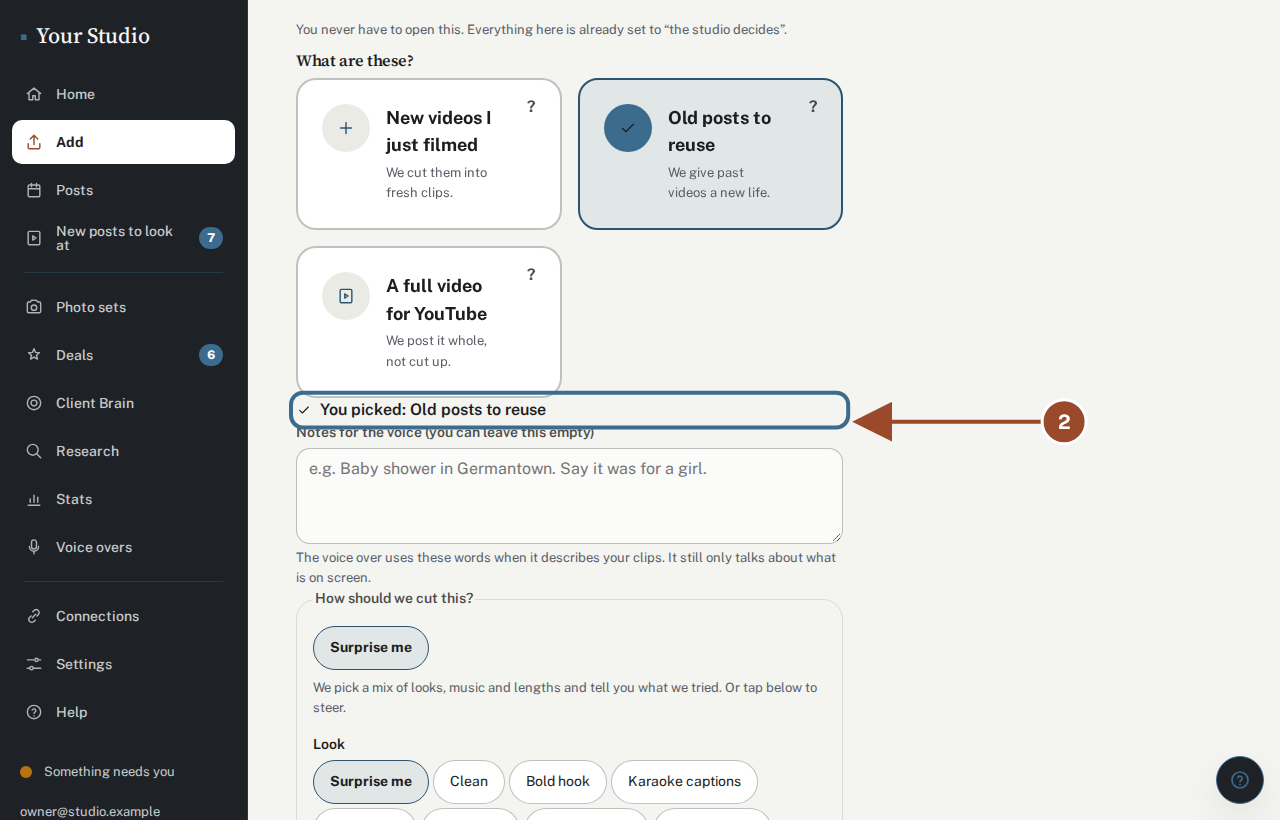 Your Studio
Home
Add
Posts
New posts to look
at
7
Photo sets
Deals
6
Client Brain
Research
Stats
Voice overs
Connections
Settings
Help
Something needs you
owner@studio.example
You never have to open this. Everything here is already set to “the studio decides”.
What are these?
New videos I
just filmed
?
We cut them into
fresh clips.
Old posts to
reuse
?
We give past
videos a new life.
A full video
for YouTube
?
We post it whole,
not cut up.
You picked: Old posts to reuse
2
Notes for the voice (you can leave this empty)
e.g. Baby shower in Germantown. Say it was for a girl.
The voice over uses these words when it describes your clips. It still only talks about what
is on screen.
How should we cut this?
Surprise me
We pick a mix of looks, music and lengths and tell you what we tried. Or tap below to
steer.
Look
Surprise me
Clean
Bold hook
Karaoke captions